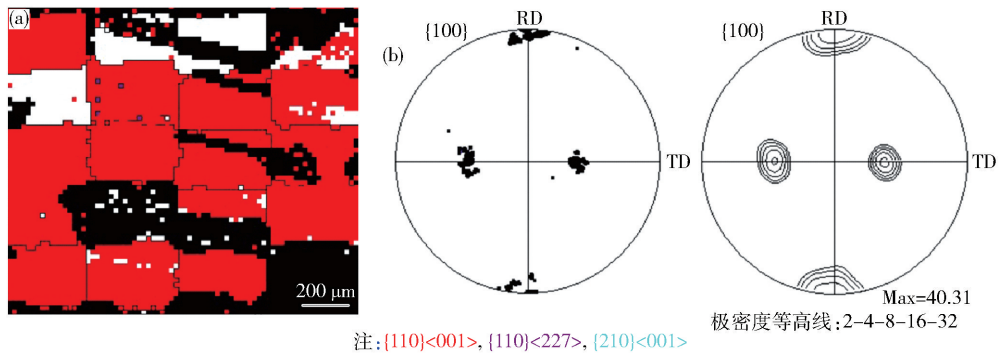 (a)
200 μm
(b)
{100}
RD
TD
{100}
RD
TD
Max=40.31
极密度等高线:2-4-8-16-32
注:{110}<001>, {110}<227>, {210}<001>